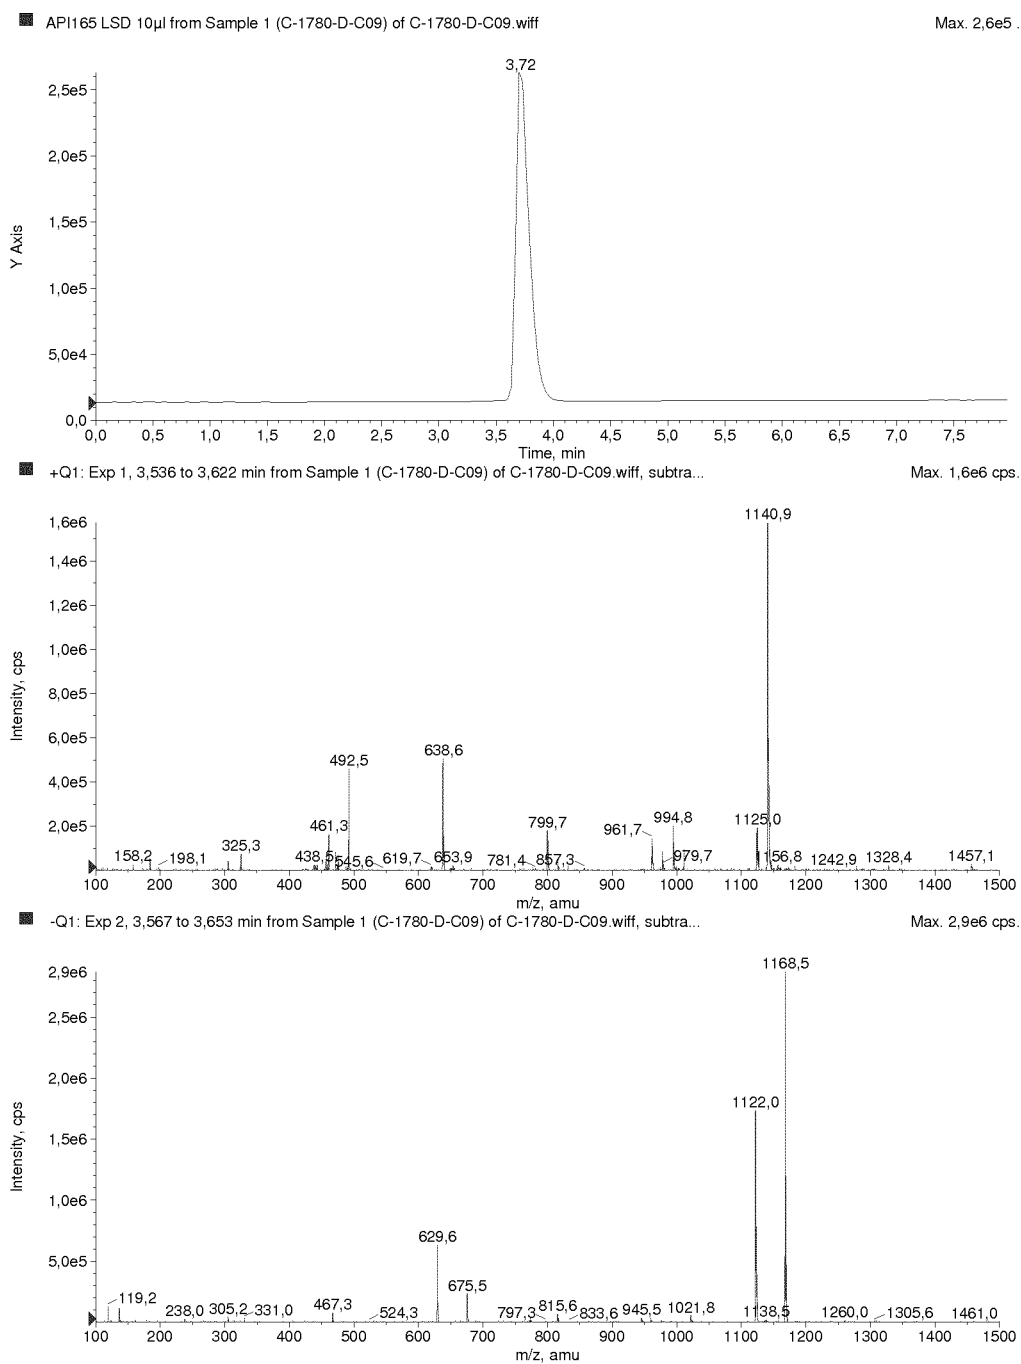 API165 LSD 10µl from Sample 1 (C-1780-D-C09) of C-1780-D-C09.wiff Max. 2,6e5 .
3,72
2,5e5
2,0e5
1,5e5
Y Axis
1,0e5
5,0e4
0,0
0,0 0,5 1,0 1,5 2,0 2,5 3,0 3,5 4,0 4,5 5,0 5,5 6,0 6,5 7,0 7,5
Time, min
+Q1: Exp 1, 3,536 to 3,622 min from Sample 1 (C-1780-D-C09) of C-1780-D-C09.wiff, subtra... Max. 1,6e6 cps.
1140,9
1,6e6
1,4e6
1,2e6
1,0e6
Intensity, cps
8,0e5
6,0e5
638,6
492,5
4,0e5
2,0e5
461,3 799,7 961,7 994,8 1125,0
325,3
158,2 198,1 438,5 545,6 619,7 653,9 781,4 857,3 979,7 156,8 1242,9 1328,4 1457,1
100 200 300 400 500 600 700 800 900 1000 1100 1200 1300 1400 1500
m/z, amu
-Q1: Exp 2, 3,567 to 3,653 min from Sample 1 (C-1780-D-C09) of C-1780-D-C09.wiff, subtra... Max. 2,9e6 cps.
1168,5
2,9e6
2,5e6
2,0e6
1122,0
1,5e6
Intensity, cps
1,0e6
629,6
5,0e5
675,5
119,2 238,0 305,2 331,0 467,3 524,3 797,3 815,6 833,6 945,5 1021,8 1138,5 1260,0 1305,6 1461,0
100 200 300 400 500 600 700 800 900 1000 1100 1200 1300 1400 1500
m/z, amu